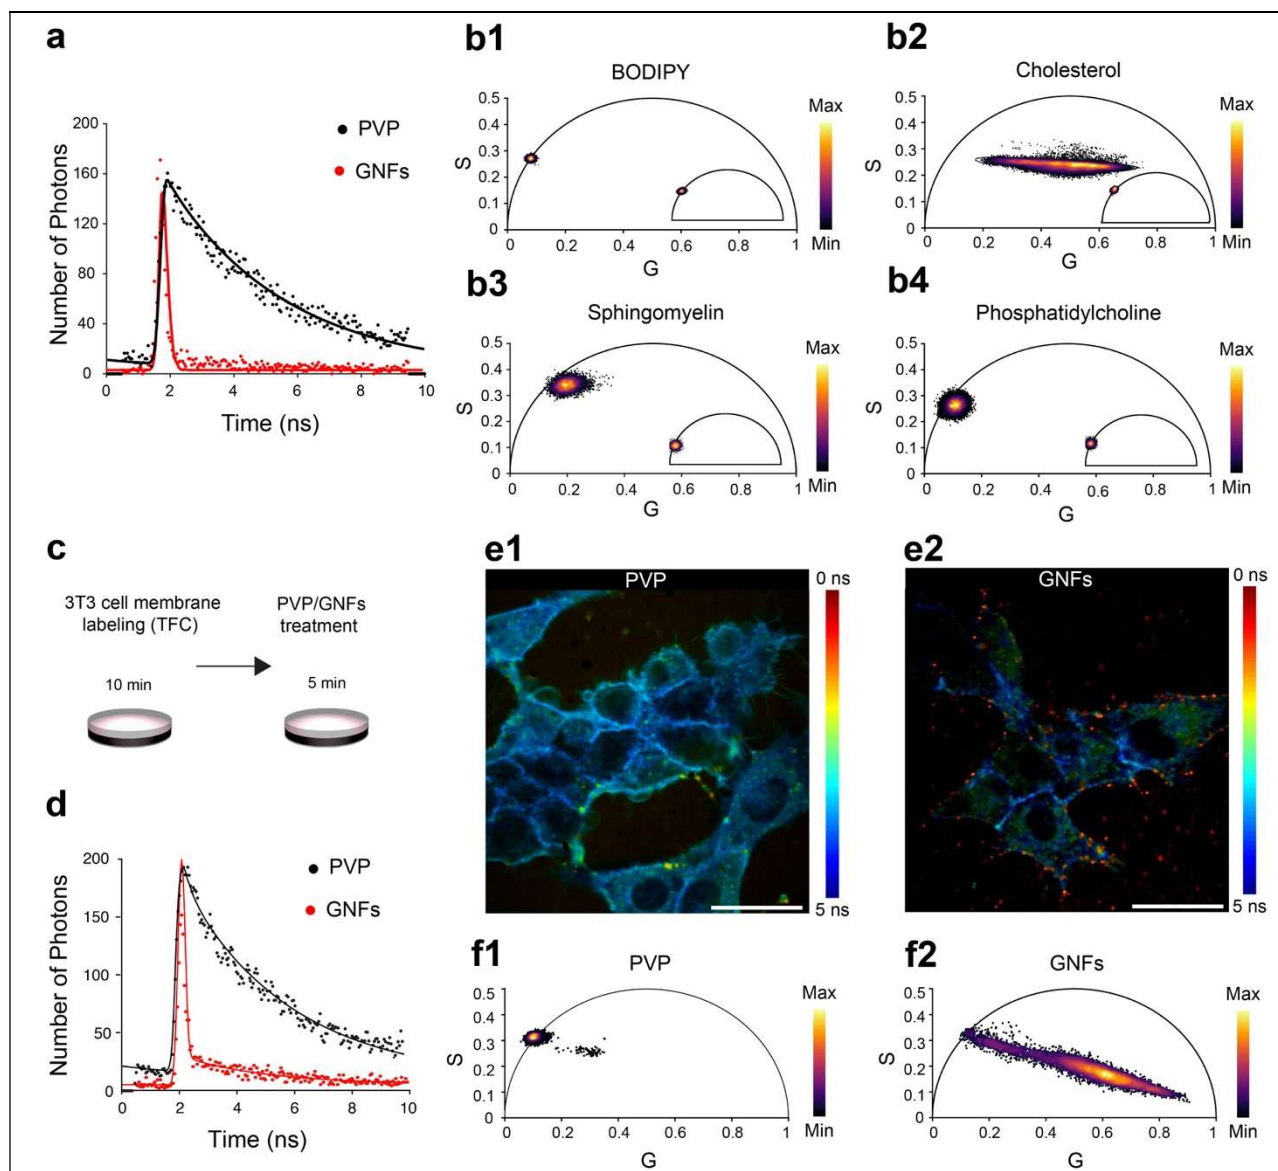 a
200
160
120
80
40
0
0
2
4
6
8
10
Number of Photons
Time (ns)
PVP
GNFs
b1
BODIPY
0.5
0.4
0.3
0.2
0.1
0
S
0
0.2
0.4
0.6
0.8
1
G
Max
Min
b2
Cholesterol
0.5
0.4
0.3
0.2
0.1
0
S
0
0.2
0.4
0.6
0.8
1
G
Max
Min
b3
Sphingomyelin
0.5
0.4
0.3
0.2
0.1
0
S
0
0.2
0.4
0.6
0.8
1
G
Max
Min
b4
Phosphatidylcholine
0.5
0.4
0.3
0.2
0.1
0
S
0
0.2
0.4
0.6
0.8
1
G
Max
Min
c
3T3 cell membrane
labeling (TFC)
10 min
PVP/GNFs
treatment
5 min
d
200
150
100
50
0
0
2
4
6
8
10
Number of Photons
Time (ns)
PVP
GNFs
e1
PVP
0 ns
5 ns
e2
GNFs
0 ns
5 ns
f1
PVP
0.5
0.4
0.3
0.2
0.1
0
S
0
0.2
0.4
0.6
0.8
1
G
Max
Min
f2
GNFs
0.5
0.4
0.3
0.2
0.1
0
S
0
0.2
0.4
0.6
0.8
1
G
Max
Min